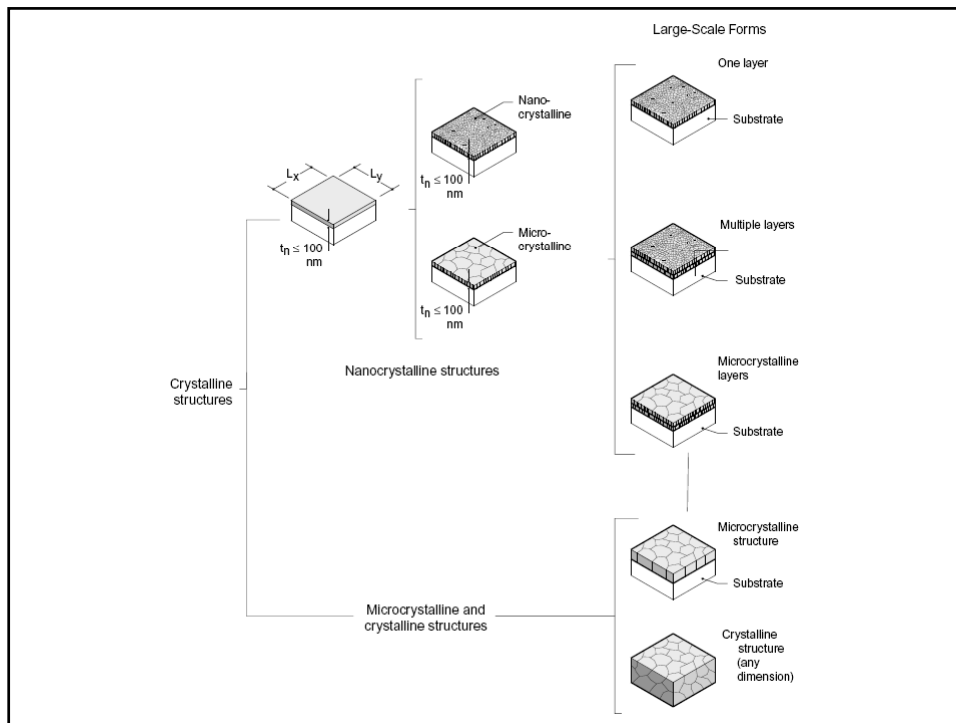 Large-Scale Forms
One layer
Substrate
Nano-
crystalline
Lx
Ly
tn ≤ 100
nm
tn ≤ 100
nm
Micro-
crystalline
tn ≤ 100
nm
Multiple layers
Substrate
Nanocrystalline structures
Crystalline
structures
Microcrystalline
layers
Substrate
Microcrystalline
structure
Substrate
Microcrystalline and
crystalline structures
Crystalline
structure
(any
dimension)